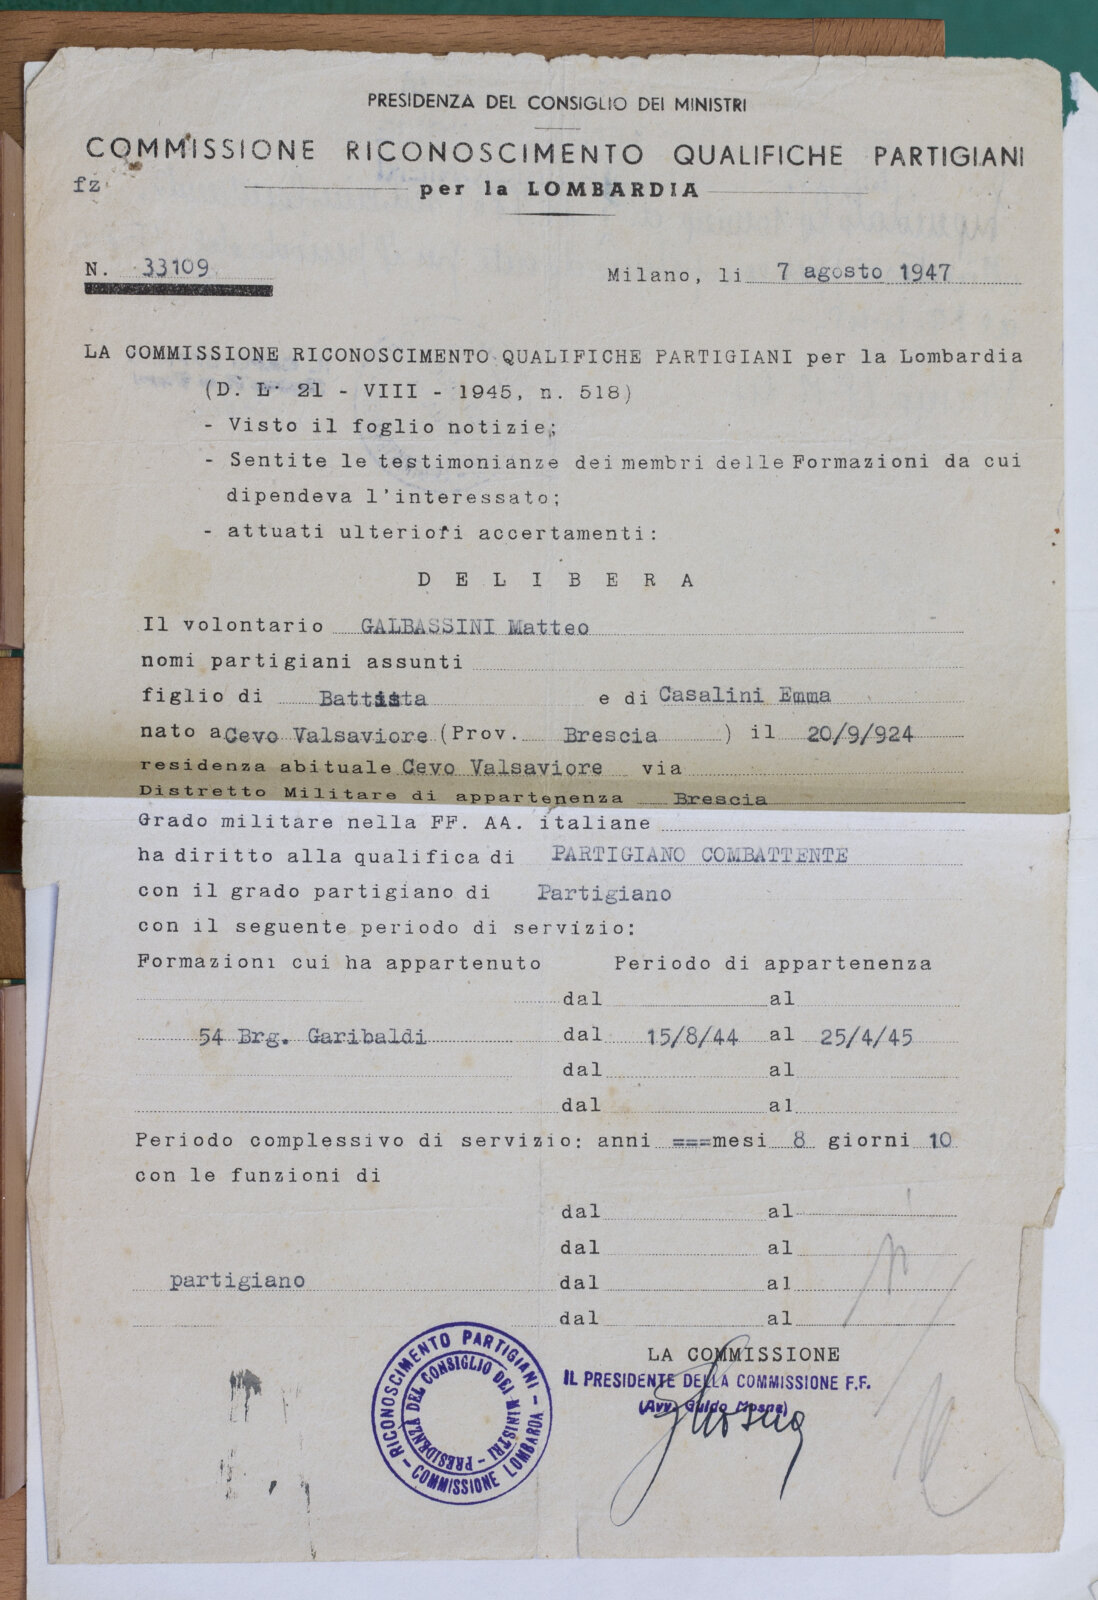 PRESIDENZA DEL CONSIGLIO DEI MINISTRI
COMMISSIONE RICONOSCIMENTO QUALIFICHE PARTIGIANI
fz
per la LOMBARDIA
N. 33109
Milano, li 7 agosto 1947
LA COMMISSIONE RICONOSCIMENTO QUALIFICHE PARTIGIANI per la Lombardia
(D. L. 21 - VIII - 1945, n. 518)
- Visto il foglio notizie;
- Sentite le testimonianze dei membri delle Formazioni da cui
dipendeva l'interessato;
- attuati ulteriori accertamenti:
DELIBERA
Il volontario GALBASSINI Matteo
nomi partigiani assunti
figlio di Battista e di Casalini Emma
nato a Cevo Valsaviore (Prov. Brescia ) il 20/9/924
residenza abituale Cevo Valsaviore via
Distretto Militare di appartenenza Brescia
Grado militare nella FF. AA. italiane
ha diritto alla qualifica di PARTIGIANO COMBATTENTE
con il grado partigiano di Partigiano
con il seguente periodo di servizio:
Formazioni cui ha appartenuto Periodo di appartenenza
dal al
54 Brg. Garibaldi dal 15/8/44 al 25/4/45
dal al
dal al
Periodo complessivo di servizio: anni === mesi 8 giorni 10
con le funzioni di
dal al
dal al
partigiano dal al
dal al
LA COMMISSIONE
IL PRESIDENTE DELLA COMMISSIONE F.F.
(Avv. Guido Mosna)
GMosna
RICONOSCIMENTO PARTIGIANI - COMMISSIONE LOMBARDA -
PRESIDENZA DEL CONSIGLIO DEI MINISTRI -